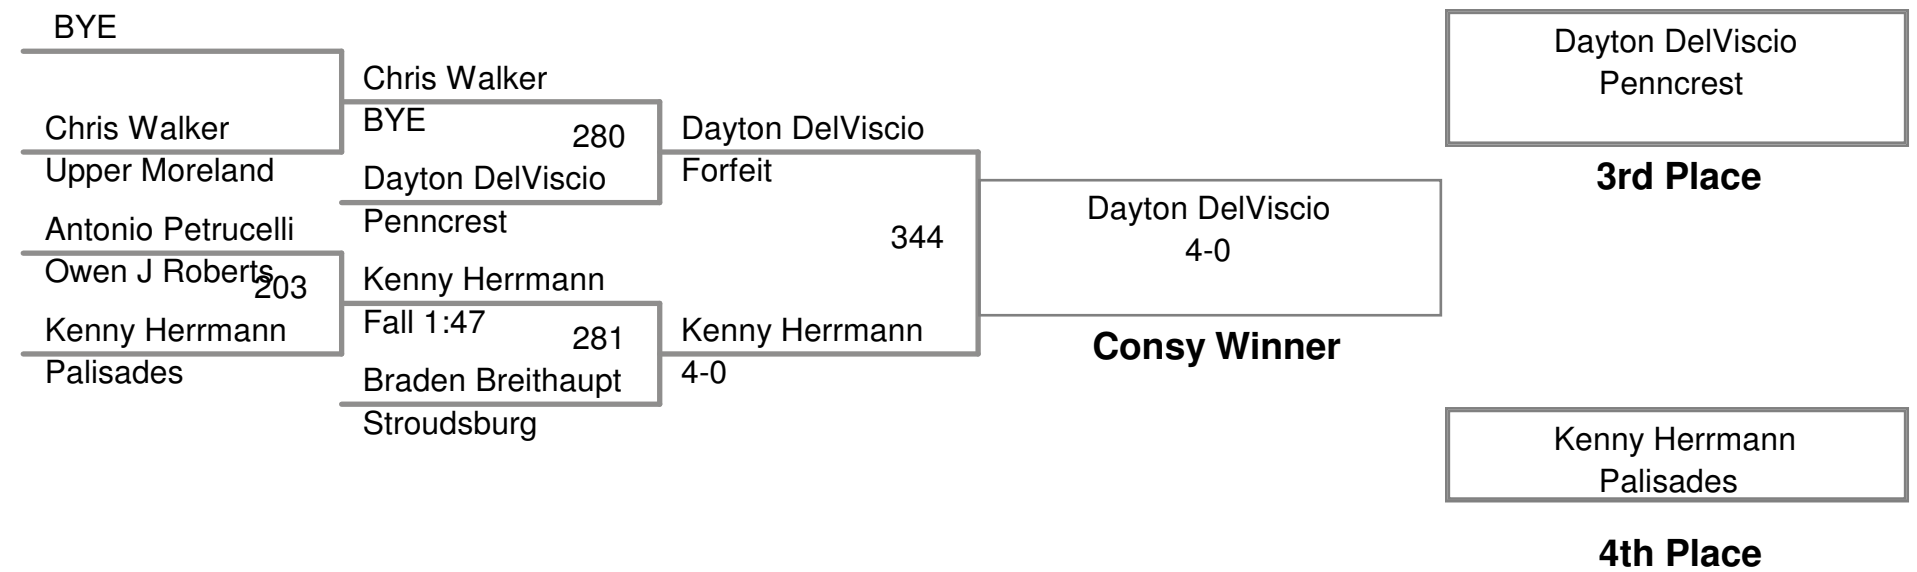 BYE
Chris Walker
Upper Moreland
Antonio Petrucelli
Owen J Roberts
203
Kenny Herrmann
Palisades
Chris Walker
BYE
280
Dayton DelViscio
Penncrest
Kenny Herrmann
Fall 1:47
281
Braden Breithaupt
Stroudsburg
Dayton DelViscio
Forfeit
344
Kenny Herrmann
4-0
Dayton DelViscio
4-0
Consy Winner
Dayton DelViscio
Penncrest
3rd Place
Kenny Herrmann
Palisades
4th Place